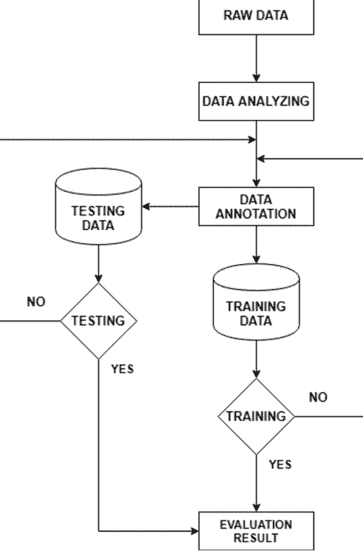 RAW DATA
DATA ANALYZING
DATA
ANNOTATION
TESTING
DATA
TRAINING
DATA
NO
TESTING
YES
TRAINING
NO
YES
EVALUATION
RESULT